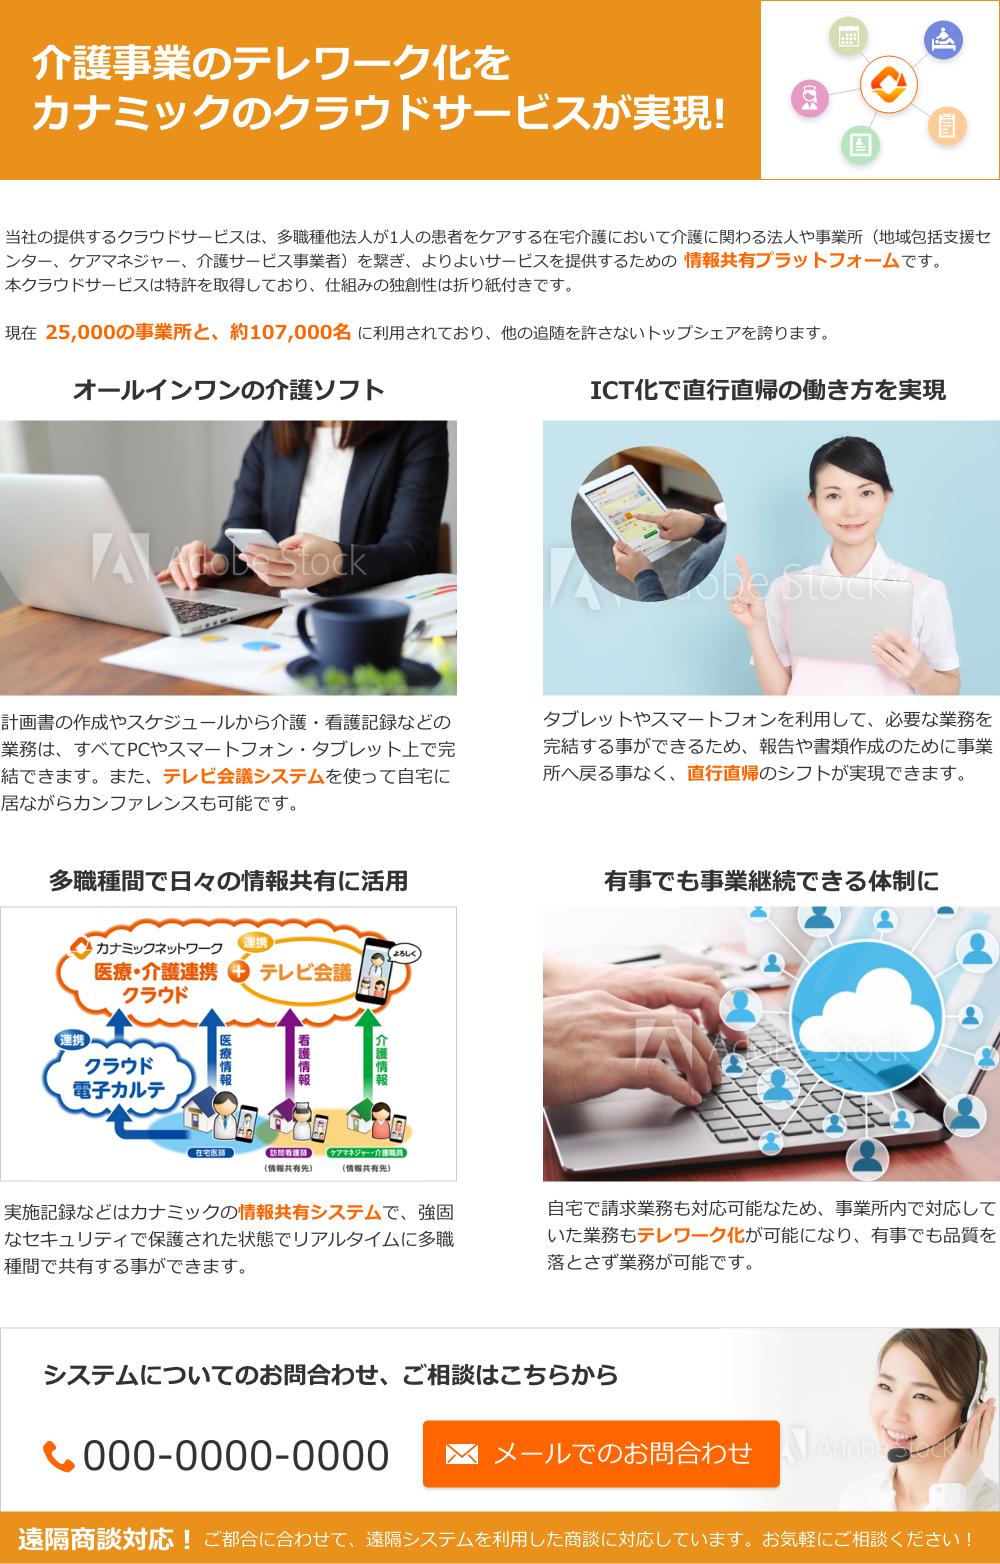 介護事業のテレワーク化を
カナミックのクラウドサービスが実現!
当社の提供するクラウドサービスは、多職種他法人が1人の患者をケアする在宅介護において介護に関わる法人や事業所（地域包括支援セ
ンター、ケアマネジャー、介護サービス事業者）を繋ぎ、よりよいサービスを提供するための 情報共有プラットフォームです。
本クラウドサービスは特許を取得しており、仕組みの独創性は折り紙付きです。
現在 25,000の事業所と、約107,000名 に利用されており、他の追随を許さないトップシェアを誇ります。
オールインワンの介護ソフト
Adobe Stock
計画書の作成やスケジュールから介護・看護記録などの
業務は、すべてPCやスマートフォン・タブレット上で完
結できます。また、テレビ会議システムを使って自宅に
居ながらカンファレンスも可能です。
ICT化で直行直帰の働き方を実現
Adobe Stock
タブレットやスマートフォンを利用して、必要な業務を
完結する事ができるため、報告や書類作成のために事業
所へ戻る事なく、直行直帰のシフトが実現できます。
多職種間で日々の情報共有に活用
カナミックネットワーク
連携
よろしく
医療・介護連携
クラウド
+
テレビ会議
連携
クラウド
電子カルテ
医療情報
看護情報
介護情報
在宅医師
訪問看護師
ケアマネジャー・介護職員
(情報共有先)
(情報共有先)
実施記録などはカナミックの情報共有システムで、強固
なセキュリティで保護された状態でリアルタイムに多職
種間で共有する事ができます。
有事でも事業継続できる体制に
Adobe Stock
自宅で請求業務も対応可能なため、事業所内で対応して
いた業務もテレワーク化が可能になり、有事でも品質を
落とさず業務が可能です。
システムについてのお問合わせ、ご相談はこちらから
000-0000-0000
メールでのお問合わせ
Adobe Stock
遠隔商談対応！ ご都合に合わせて、遠隔システムを利用した商談に対応しています。お気軽にご相談ください！